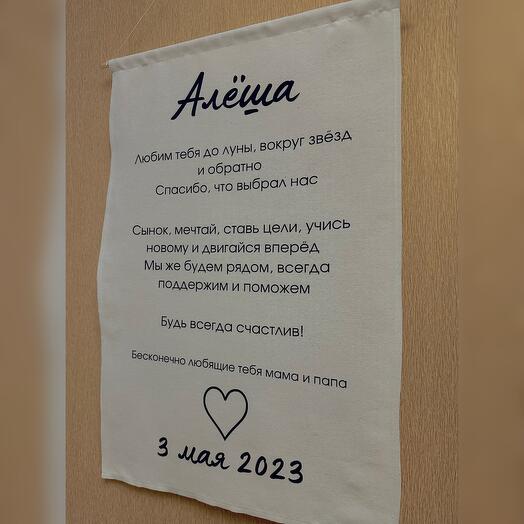 Алёша
Любим тебя до луны, вокруг звёзд
и обратно
Спасибо, что выбрал нас
Сынок, мечтай, ставь цели, учись
новому и двигайся вперёд
Мы же будем рядом, всегда
поддержим и поможем
Будь всегда счастлив!
Бесконечно любящие тебя мама и папа
3 мая 2023